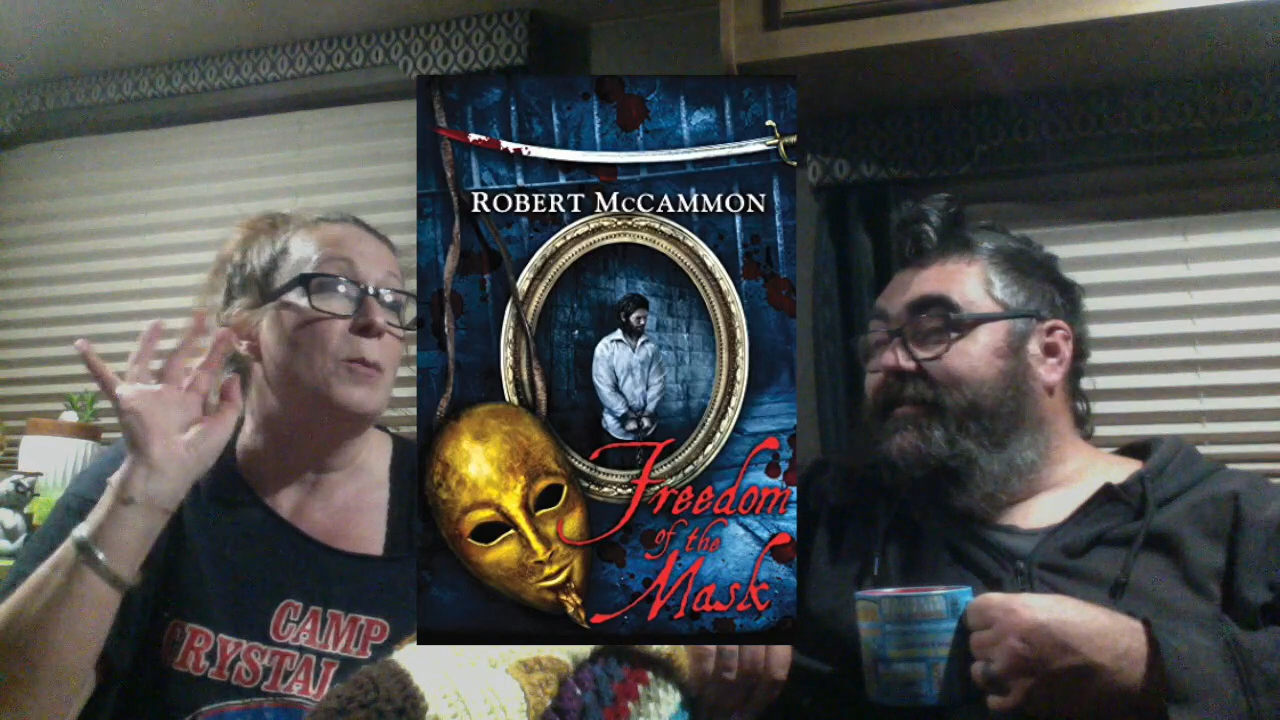 ROBERT McCAMMON
Freedom
of the
Mask
CAMP
CRYSTAL